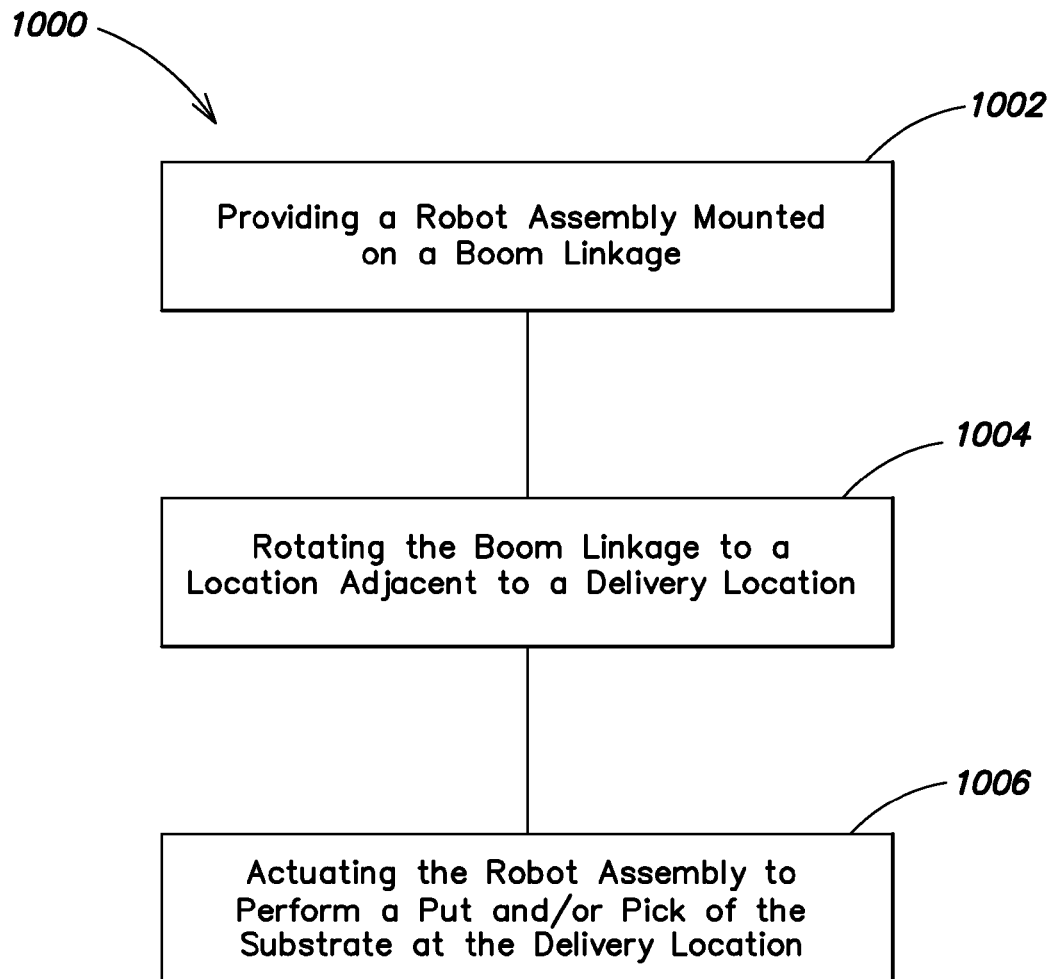 1000
1002
Providing a Robot Assembly Mounted
on a Boom Linkage
1004
Rotating the Boom Linkage to a
Location Adjacent to a Delivery Location
1006
Actuating the Robot Assembly to
Perform a Put and/or Pick of the
Substrate at the Delivery Location